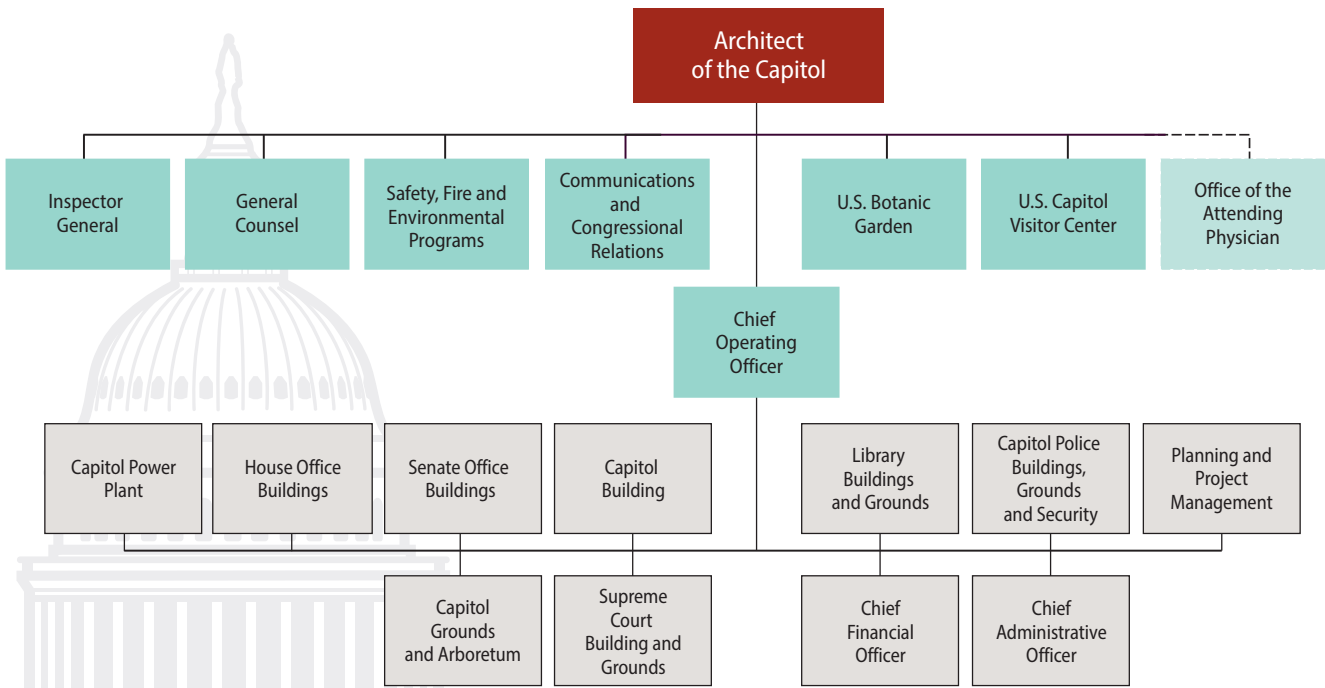 Architect
of the Capitol
Inspector
General
General
Counsel
Safety, Fire and
Environmental
Programs
Communications
and
Congressional
Relations
U.S. Botanic
Garden
U.S. Capitol
Visitor Center
Office of the
Attending
Physician
Chief
Operating
Officer
Capitol Power
Plant
House Office
Buildings
Senate Office
Buildings
Capitol
Building
Library
Buildings
and Grounds
Capitol Police
Buildings,
Grounds
and Security
Planning and
Project
Management
Capitol
Grounds
and Arboretum
Supreme
Court
Building and
Grounds
Chief
Financial
Officer
Chief
Administrative
Officer